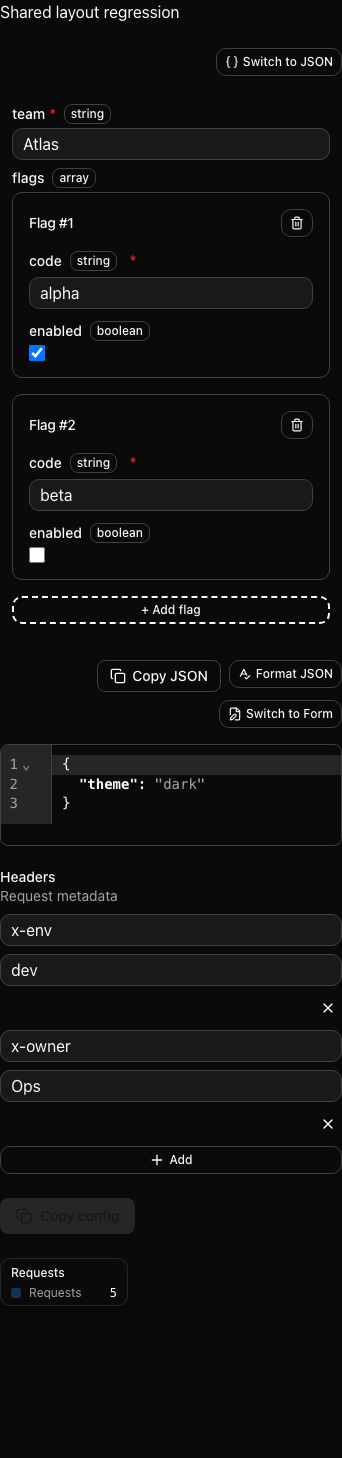 Shared layout regression
{ } Switch to JSON
team * string
Atlas
flags array
Flag #1
code string *
alpha
enabled boolean
Flag #2
code string *
beta
enabled boolean
+ Add flag
Copy JSON Format JSON
Switch to Form
1 {
2 "theme": "dark"
3 }
Headers
Request metadata
x-env
dev
x-owner
Ops
+ Add
Copy config
Requests
Requests 5